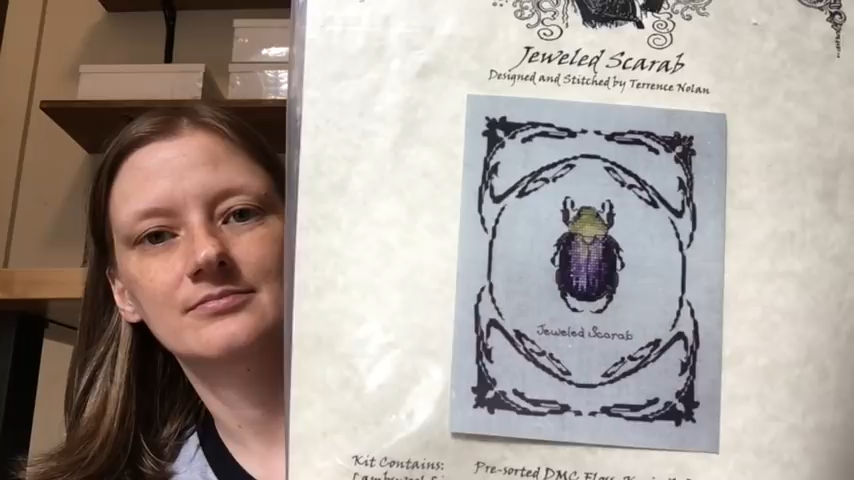 Jeweled Scarab
Designed and Stitched by Terrence Nolan
Jeweled Scarab
Kit Contains:
Pre-sorted DMC Floss,